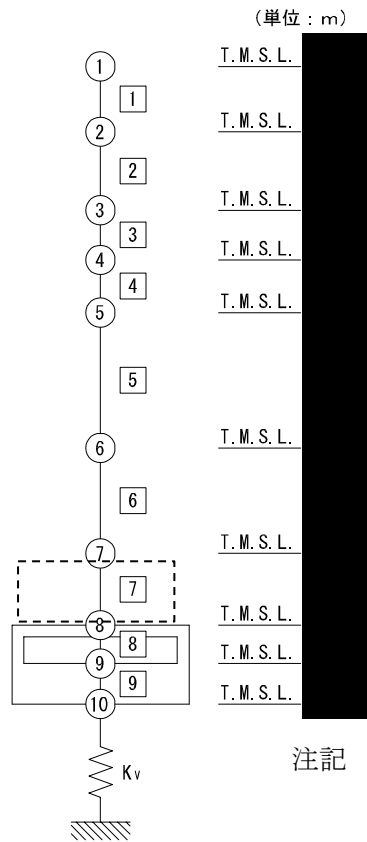 (単位：m)
① T.M.S.L.
1
② T.M.S.L.
2
③ T.M.S.L.
3
④ T.M.S.L.
4
⑤ T.M.S.L.
5
⑥ T.M.S.L.
6
⑦ T.M.S.L.
7
⑧ T.M.S.L.
8
⑨ T.M.S.L.
9
⑩ T.M.S.L.
Kv
注記